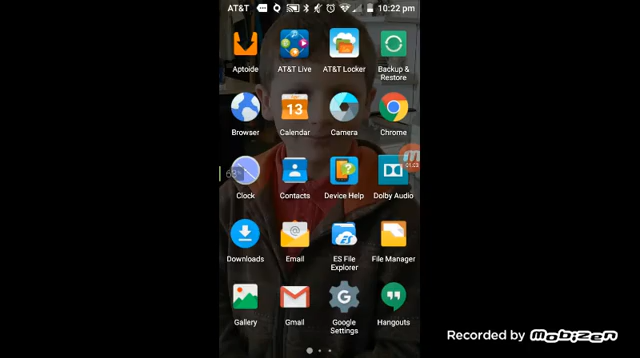 AT&T 10:22 pm
Aptoide AT&T Live AT&T Locker Backup &
Restore
13
Browser Calendar Camera Chrome
Clock Contacts Device Help Dolby Audio
Downloads Email ES File
Explorer File Manager
Gallery Gmail Google
Settings Hangouts
Recorded by mobizen